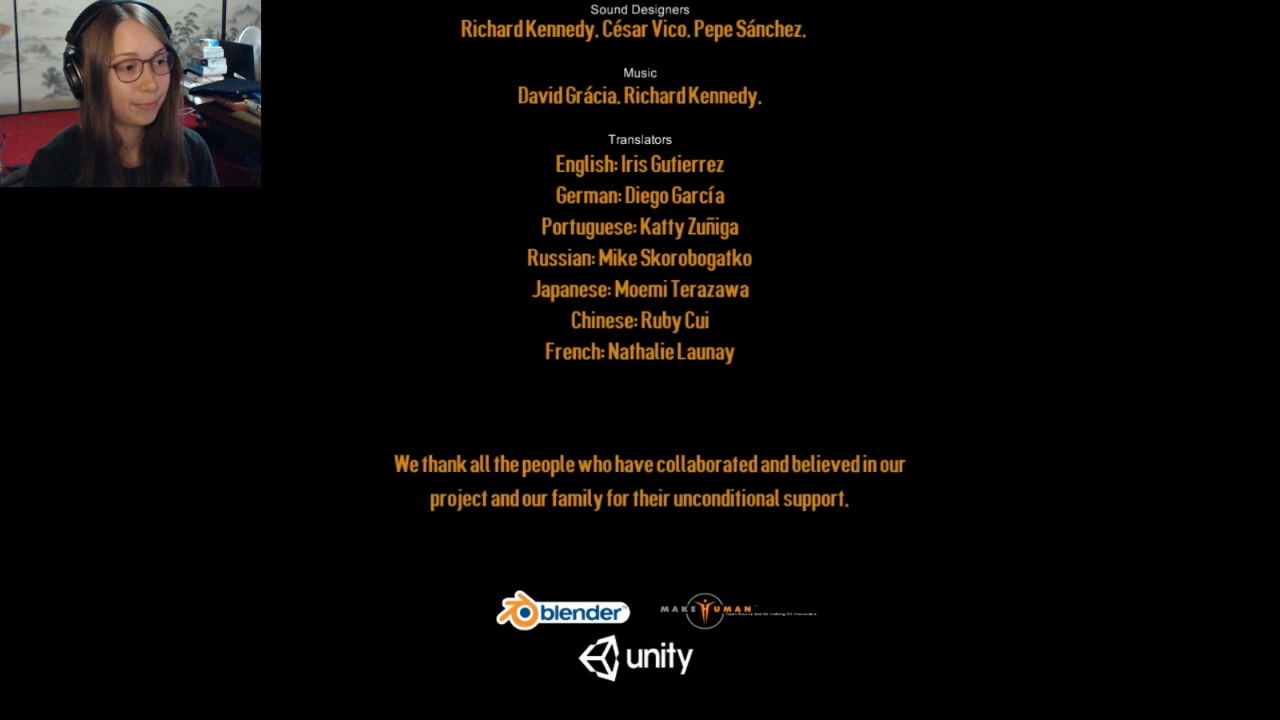 Sound Designers
Richard Kennedy, César Vico, Pepe Sánchez.
Music
David Grácia, Richard Kennedy.
Translators
English: Iris Gutierrez
German: Diego García
Portuguese: Katty Zuñiga
Russian: Mike Skorobogatko
Japanese: Moemi Terazawa
Chinese: Ruby Cui
French: Nathalie Launay
We thank all the people who have collaborated and believed in our
project and our family for their unconditional support.
blender
MAKEHUMAN
unity